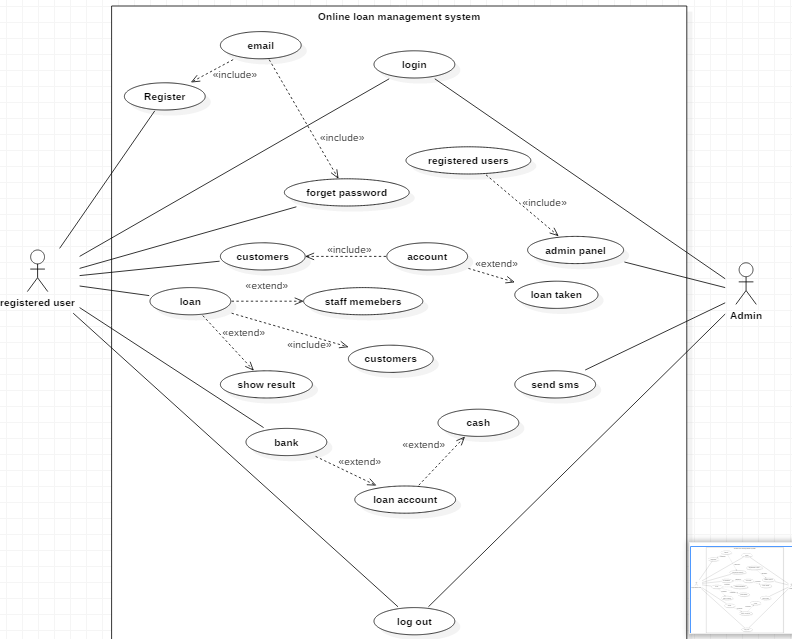 Online loan management system
email
login
«include»
Register
«include»
registered users
forget password
«include»
customers
«include»
account
admin panel
«extend»
«extend»
loan
staff memebers
loan taken
registered user
Admin
«extend»
«include»
customers
show result
send sms
cash
bank
«extend»
«extend»
loan account
log out